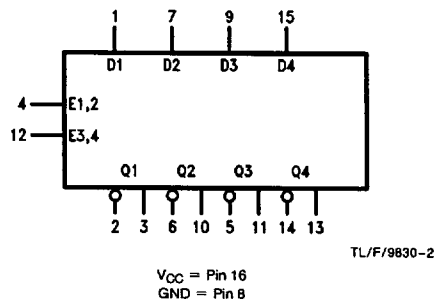 1 7 9 15
D1 D2 D3 D4
4 E1,2
12 E3,4
Q1 Q2 Q3 Q4
2 3 6 10 5 11 14 13
TL/F/9830-2
VCC = Pin 16
GND = Pin 8